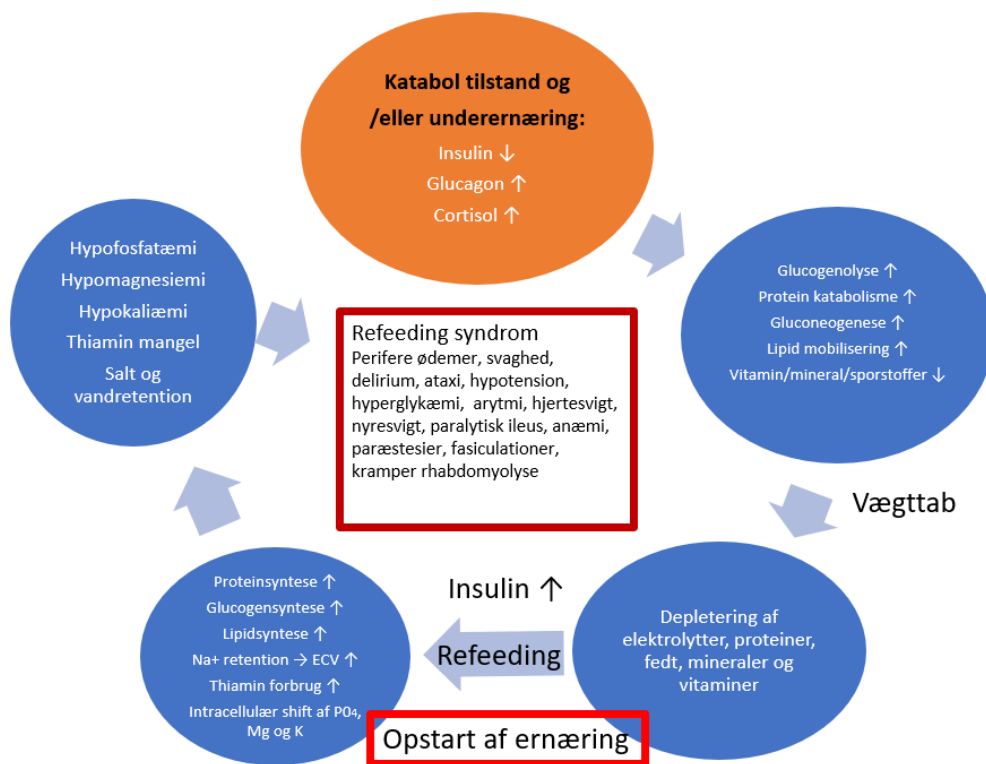 Katabol tilstand og
/eller underernæring:
Insulin ↓
Glucagon ↑
Cortisol ↑
Glucogenolyse ↑
Protein katabolisme ↑
Gluconeogenese ↑
Lipid mobilisering ↑
Vitamin/mineral/sporstoffer ↓
Vægttab
Depletering af
elektrolytter, proteiner,
fedt, mineraler og
vitaminer
Insulin ↑
Refeeding
Opstart af ernæring
Proteinsyntese ↑
Glucogensyntese ↑
Lipidsyntese ↑
Na+ retention → ECV ↑
Thiamin forbrug ↑
Intracellulær shift af P04,
Mg og K
Hypofosfatæmi
Hypomagnesiemi
Hypokaliæmi
Thiamin mangel
Salt og
vandretention
Refeeding syndrom
Perifere ødemer, svaghed,
delirium, ataxi, hypotension,
hyperglykæmi, arytmi, hjertesvigt,
nyresvigt, paralytisk ileus, anæmi,
paræstesier, fasiculationer,
kramper rhabdomyolyse